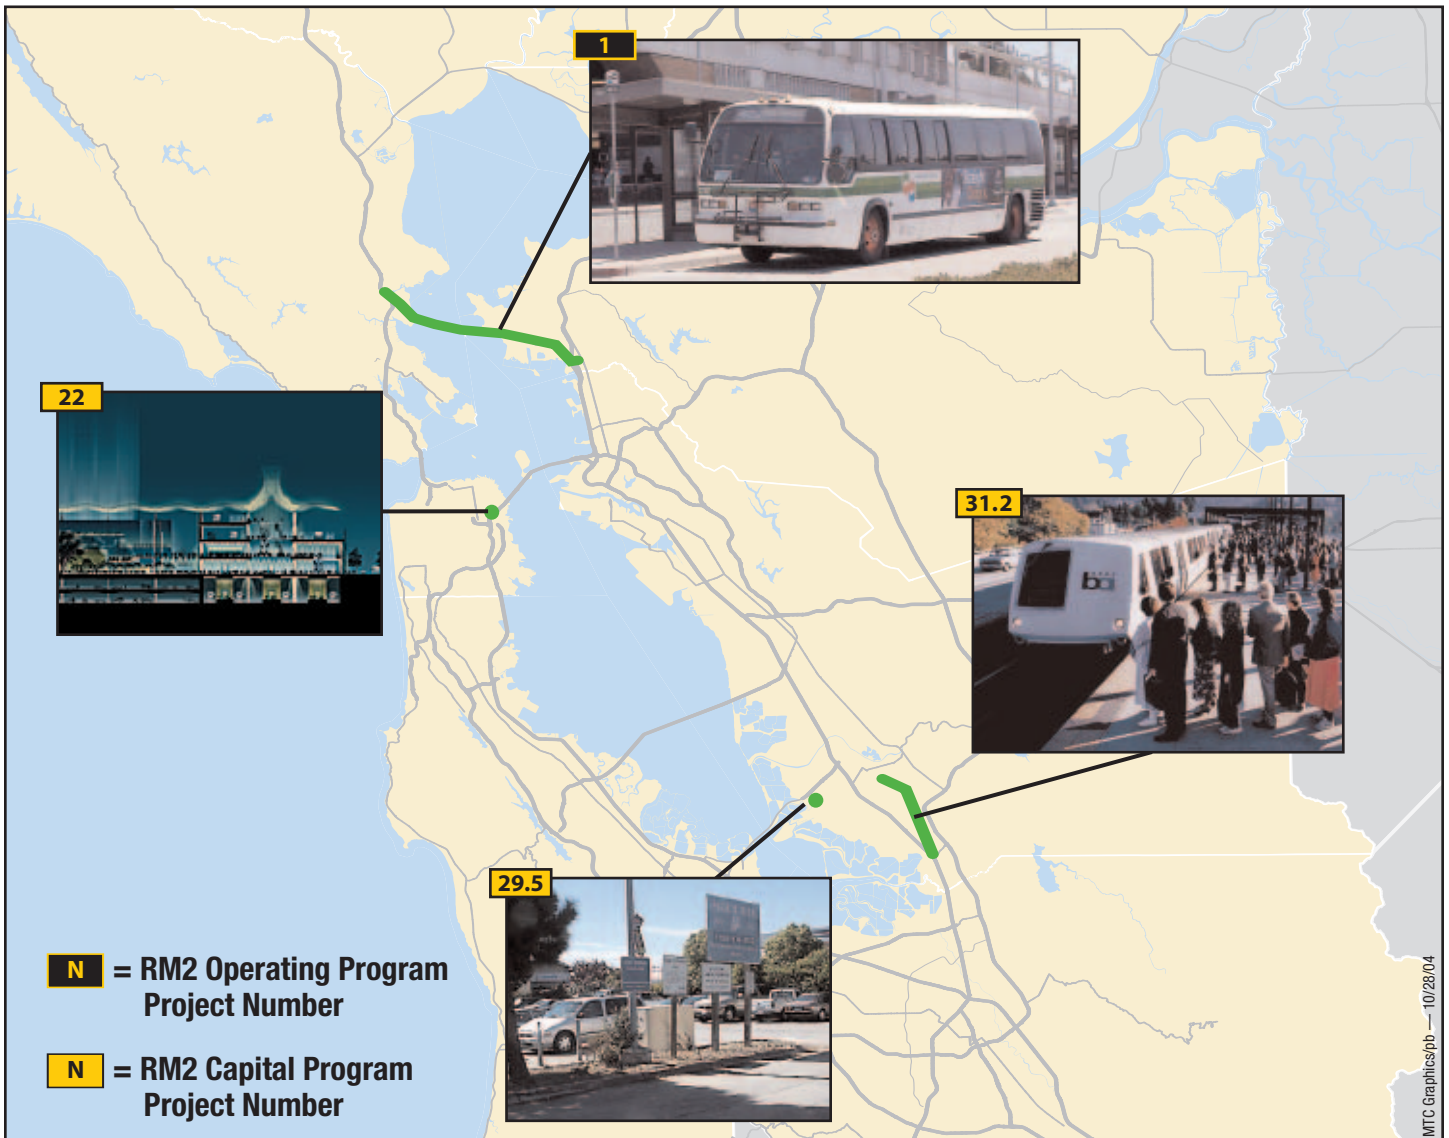 1
22
31.2
ba
29.5
N = RM2 Operating Program
Project Number
N = RM2 Capital Program
Project Number
MTC Graphics/pb — 10/28/04